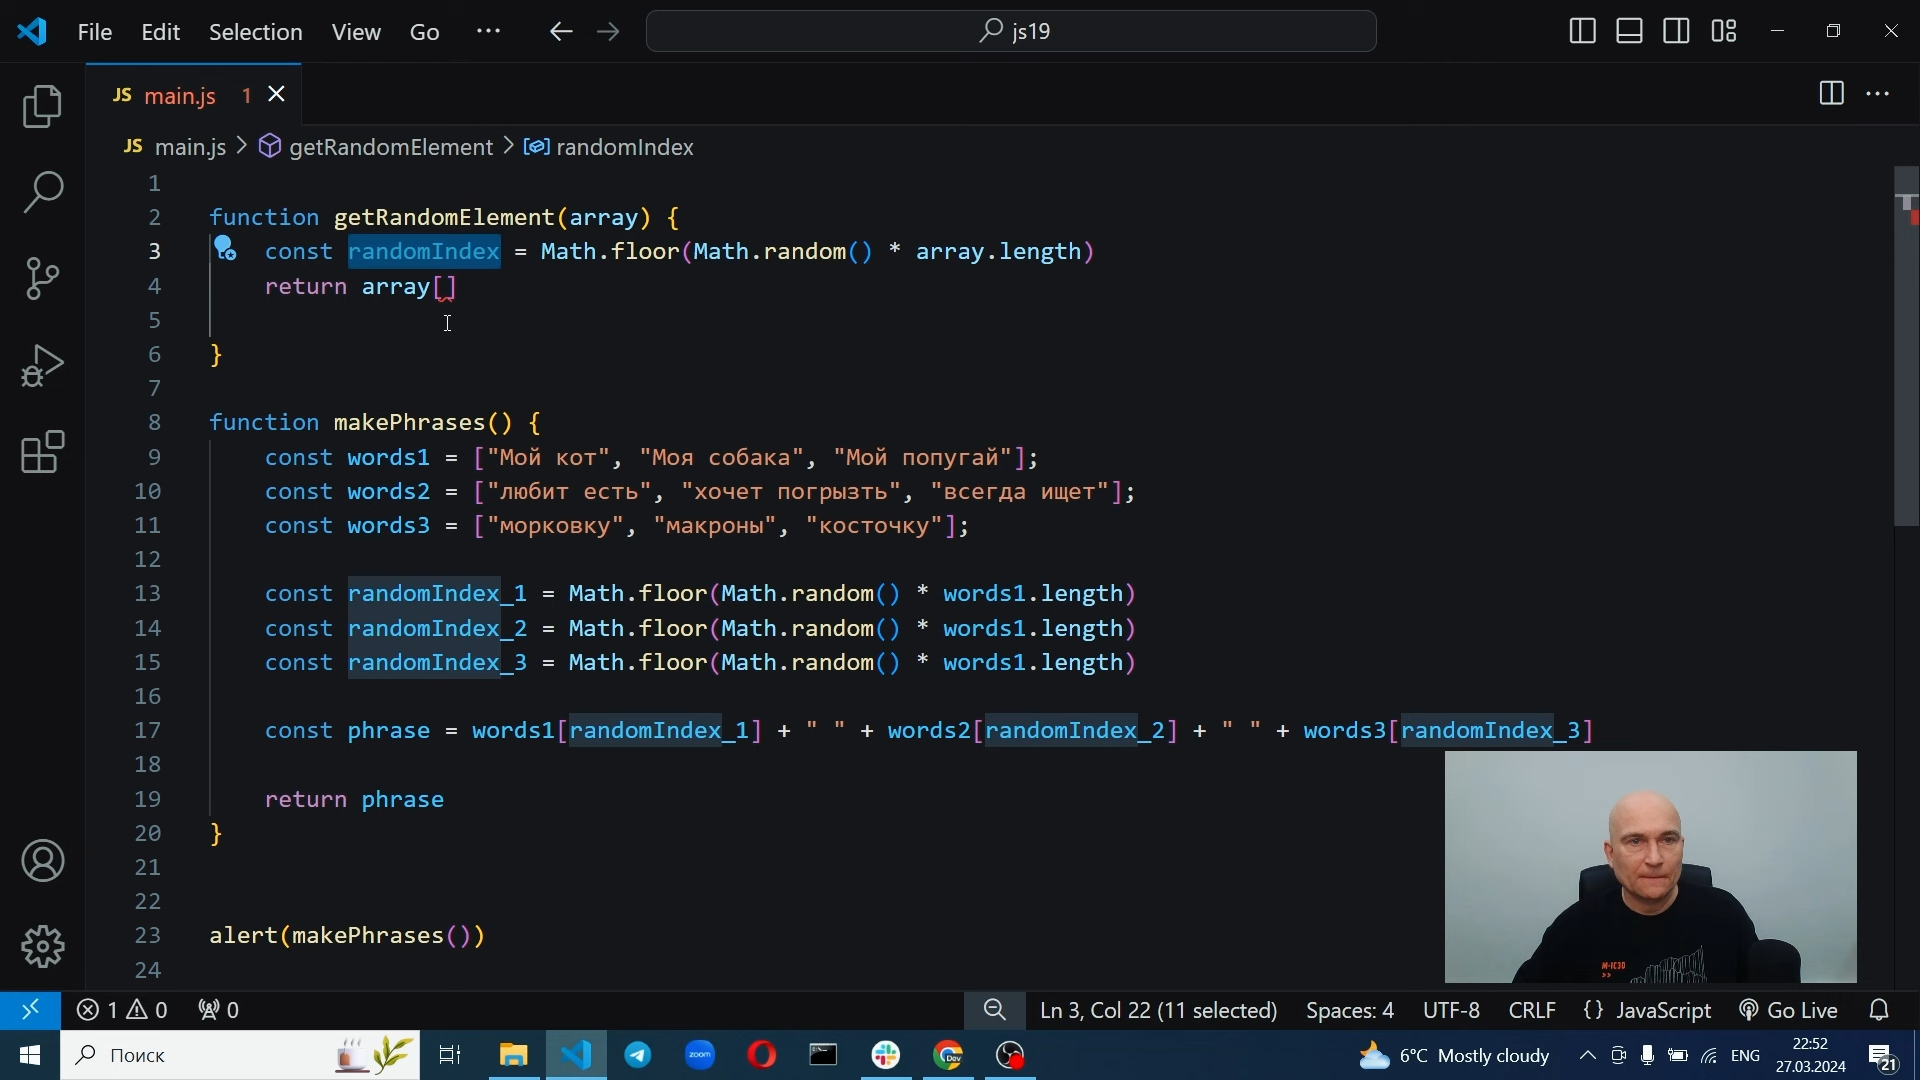 File Edit Selection View Go ··· js19
JS main.js 1
JS main.js > getRandomElement > randomIndex
1
2 function getRandomElement(array) {
3 const randomIndex = Math.floor(Math.random() * array.length)
4 return array[]
5
6 }
7
8 function makePhrases() {
9 const words1 = ["Мой кот", "Моя собака", "Мой попугай"];
10 const words2 = ["любит есть", "хочет погрызть", "всегда ищет"];
11 const words3 = ["морковку", "макроны", "косточку"];
12
13 const randomIndex_1 = Math.floor(Math.random() * words1.length)
14 const randomIndex_2 = Math.floor(Math.random() * words1.length)
15 const randomIndex_3 = Math.floor(Math.random() * words1.length)
16
17 const phrase = words1[randomIndex_1] + " " + words2[randomIndex_2] + " " + words3[randomIndex_3]
18
19 return phrase
20 }
21
22
23 alert(makePhrases())
24
1 0 0 Ln 3, Col 22 (11 selected) Spaces: 4 UTF-8 CRLF {} JavaScript Go Live
Поиск zoom Dev 6°C Mostly cloudy ENG 22:52
27.03.2024 21